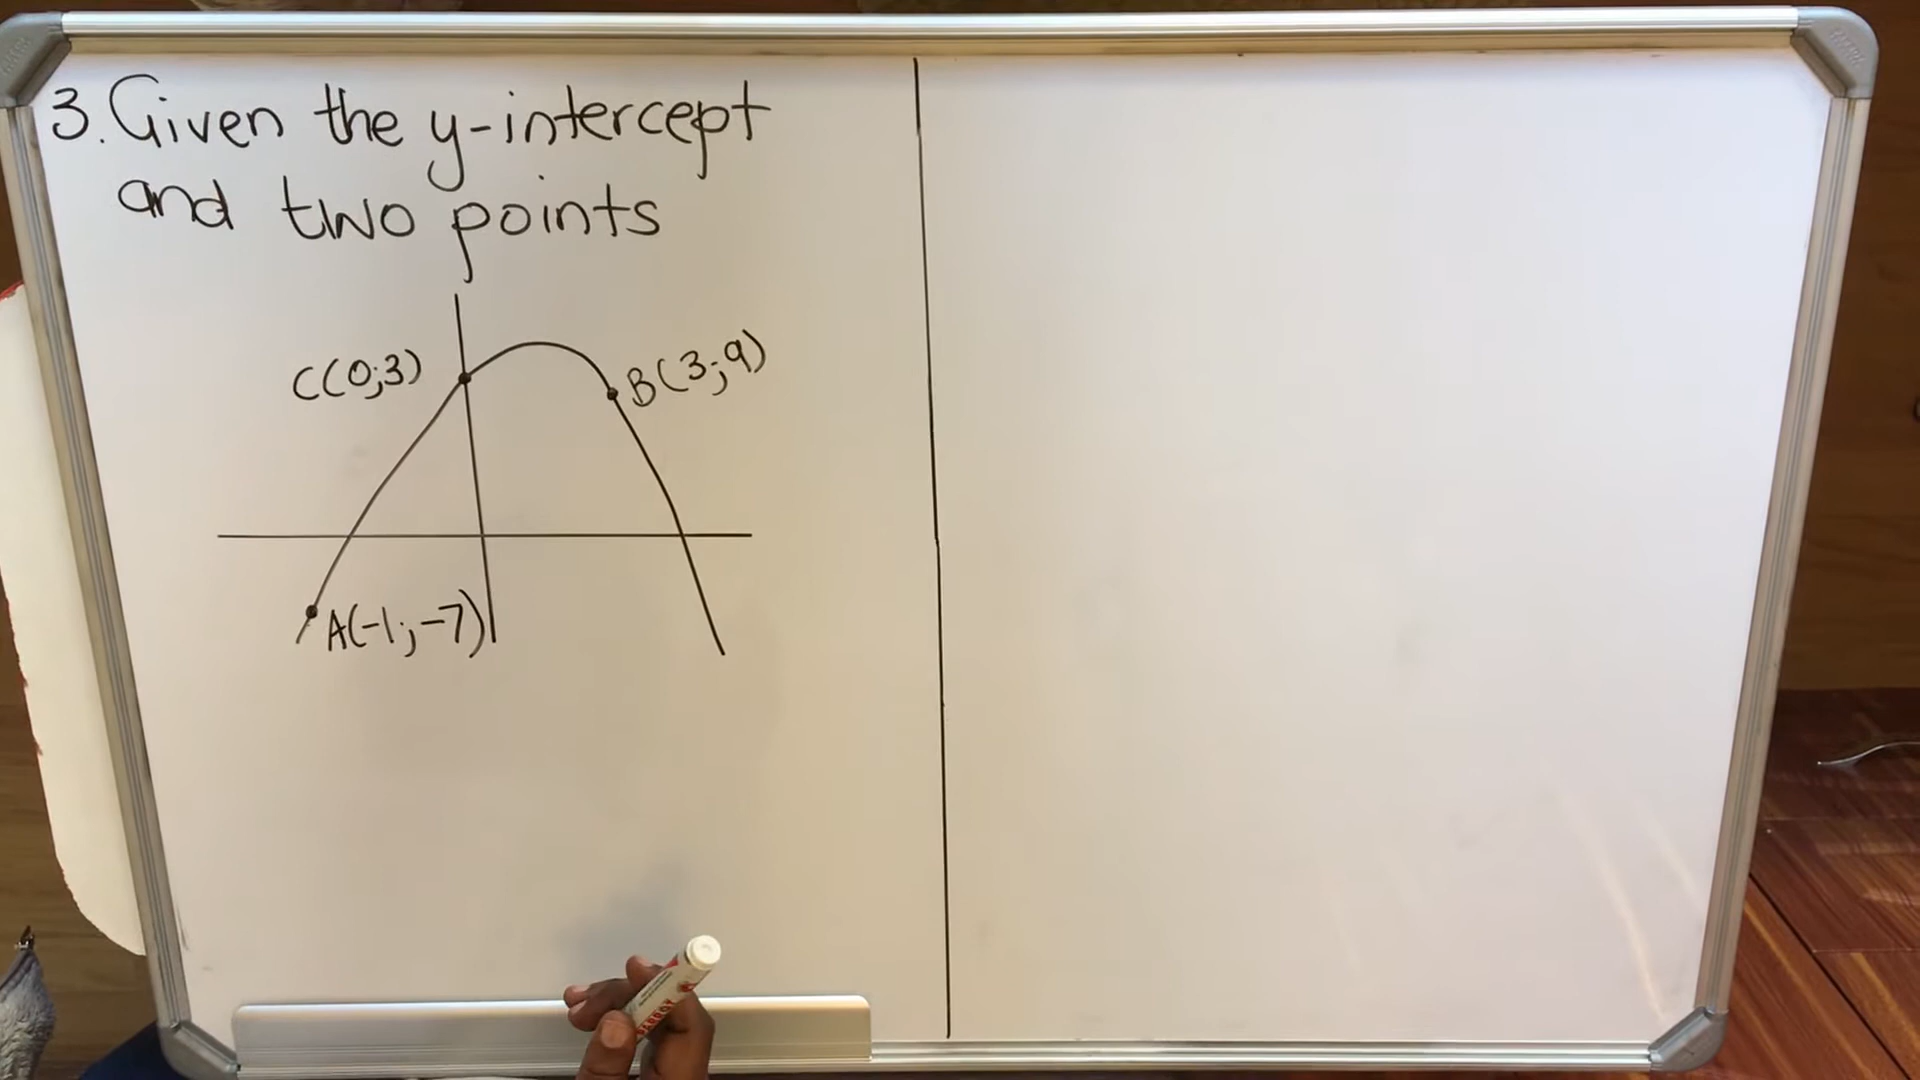 3. Given the y-intercept
and two points
C(0;3)
B(3;9)
A(-1;-7)